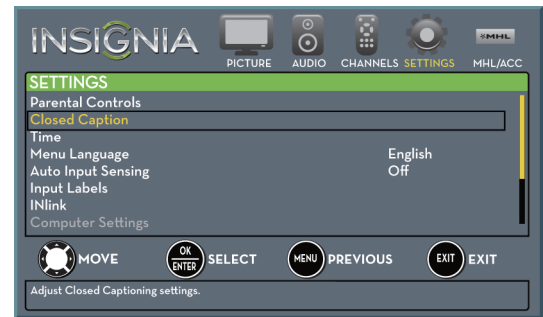 INSIGNIA
PICTURE AUDIO CHANNELS SETTINGS MHL MHL/ACC
SETTINGS
Parental Controls
Closed Caption
Time
Menu Language English
Auto Input Sensing Off
Input Labels
INlink
Computer Settings
MOVE OK ENTER SELECT MENU PREVIOUS EXIT EXIT
Adjust Closed Captioning settings.